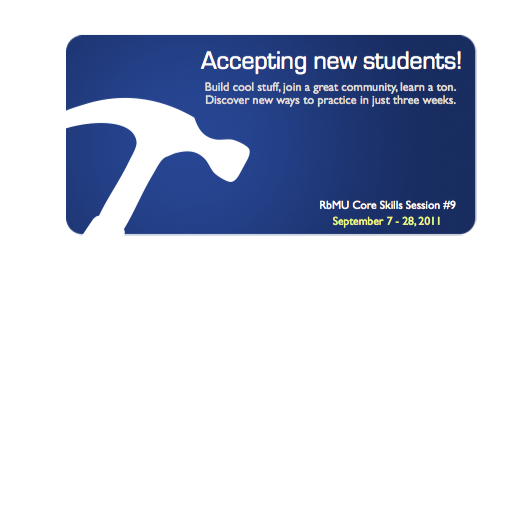 Accepting new students!
Build cool stuff, join a great community, learn a ton.
Discover new ways to practice in just three weeks.
RbMU Core Skills Session #9
September 7 - 28, 2011